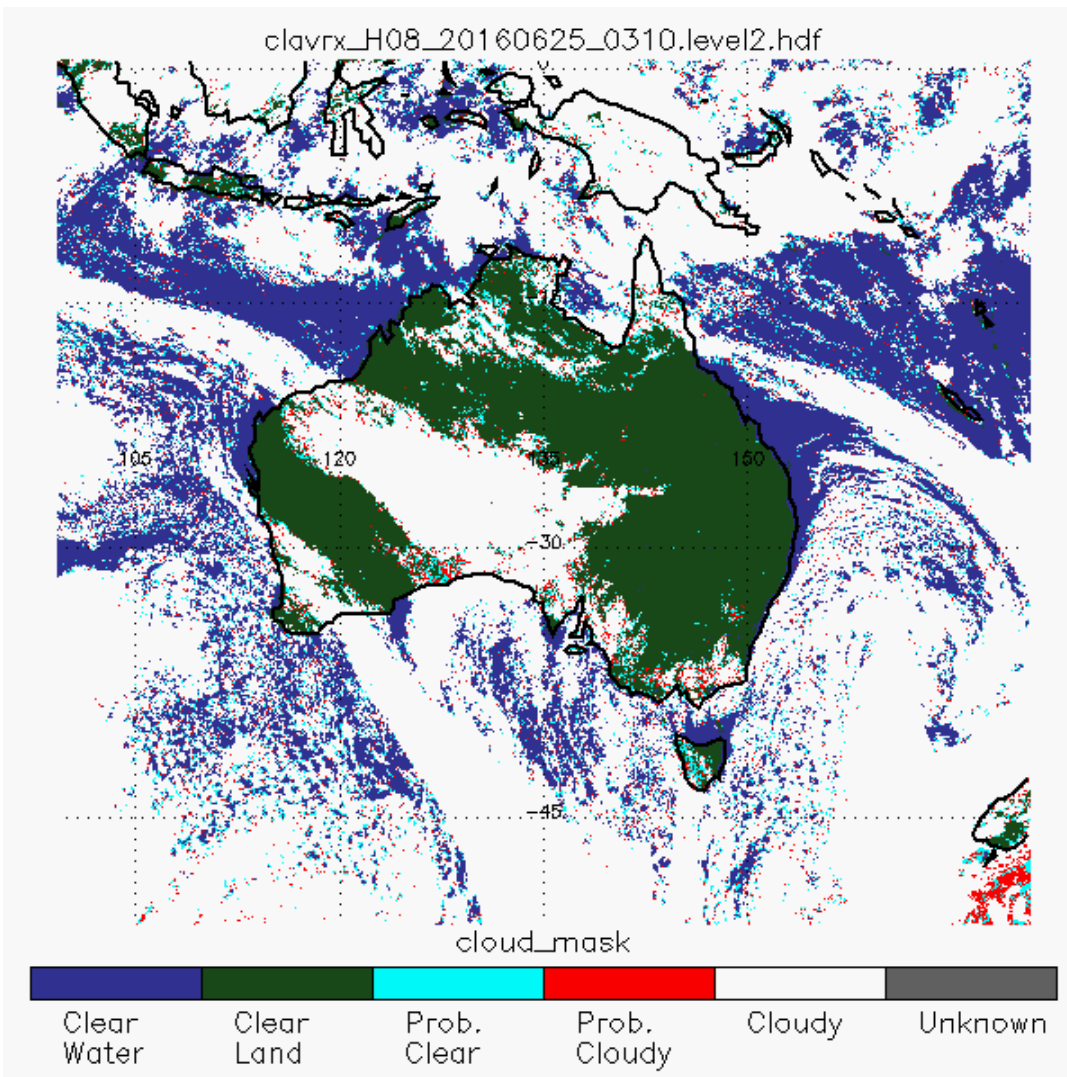 clavrx_H08_20160625_0310.level2.hdf
105
120
135
150
-30
-45
cloud_mask
Clear Water
Clear Land
Prob. Clear
Prob. Cloudy
Cloudy
Unknown